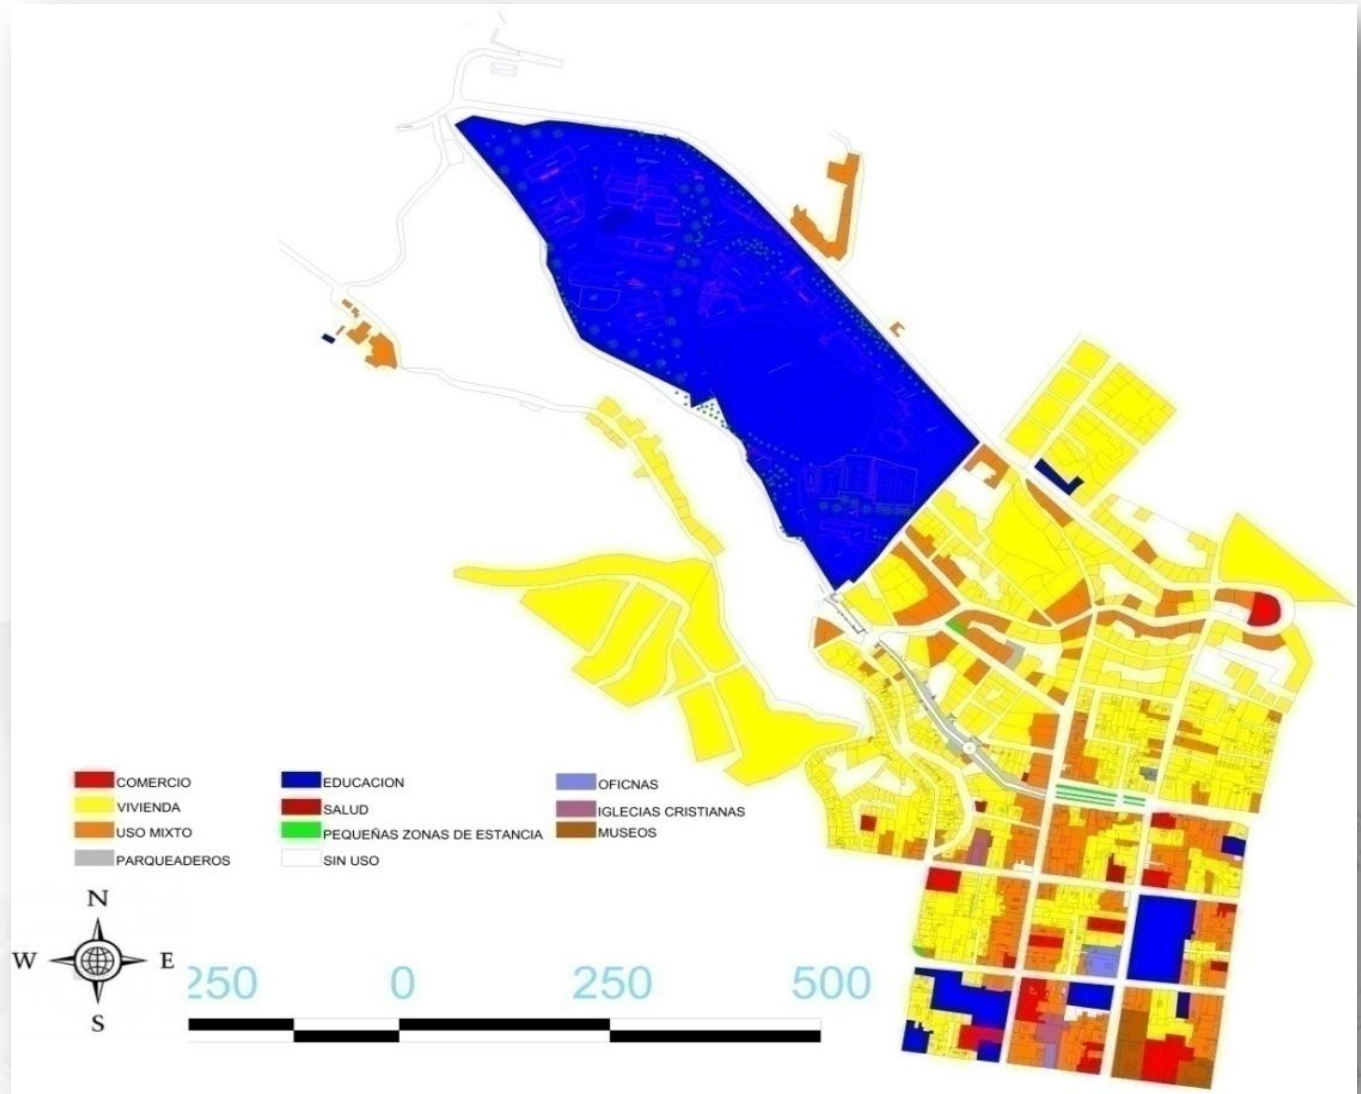 COMERCIO
VIVIENDA
USO MIXTO
PARQUEADEROS
EDUCACION
SALUD
PEQUEÑAS ZONAS DE ESTANCIA
SIN USO
OFICNAS
IGLECIAS CRISTIANAS
MUSEOS
N
W E
S
250 0 250 500